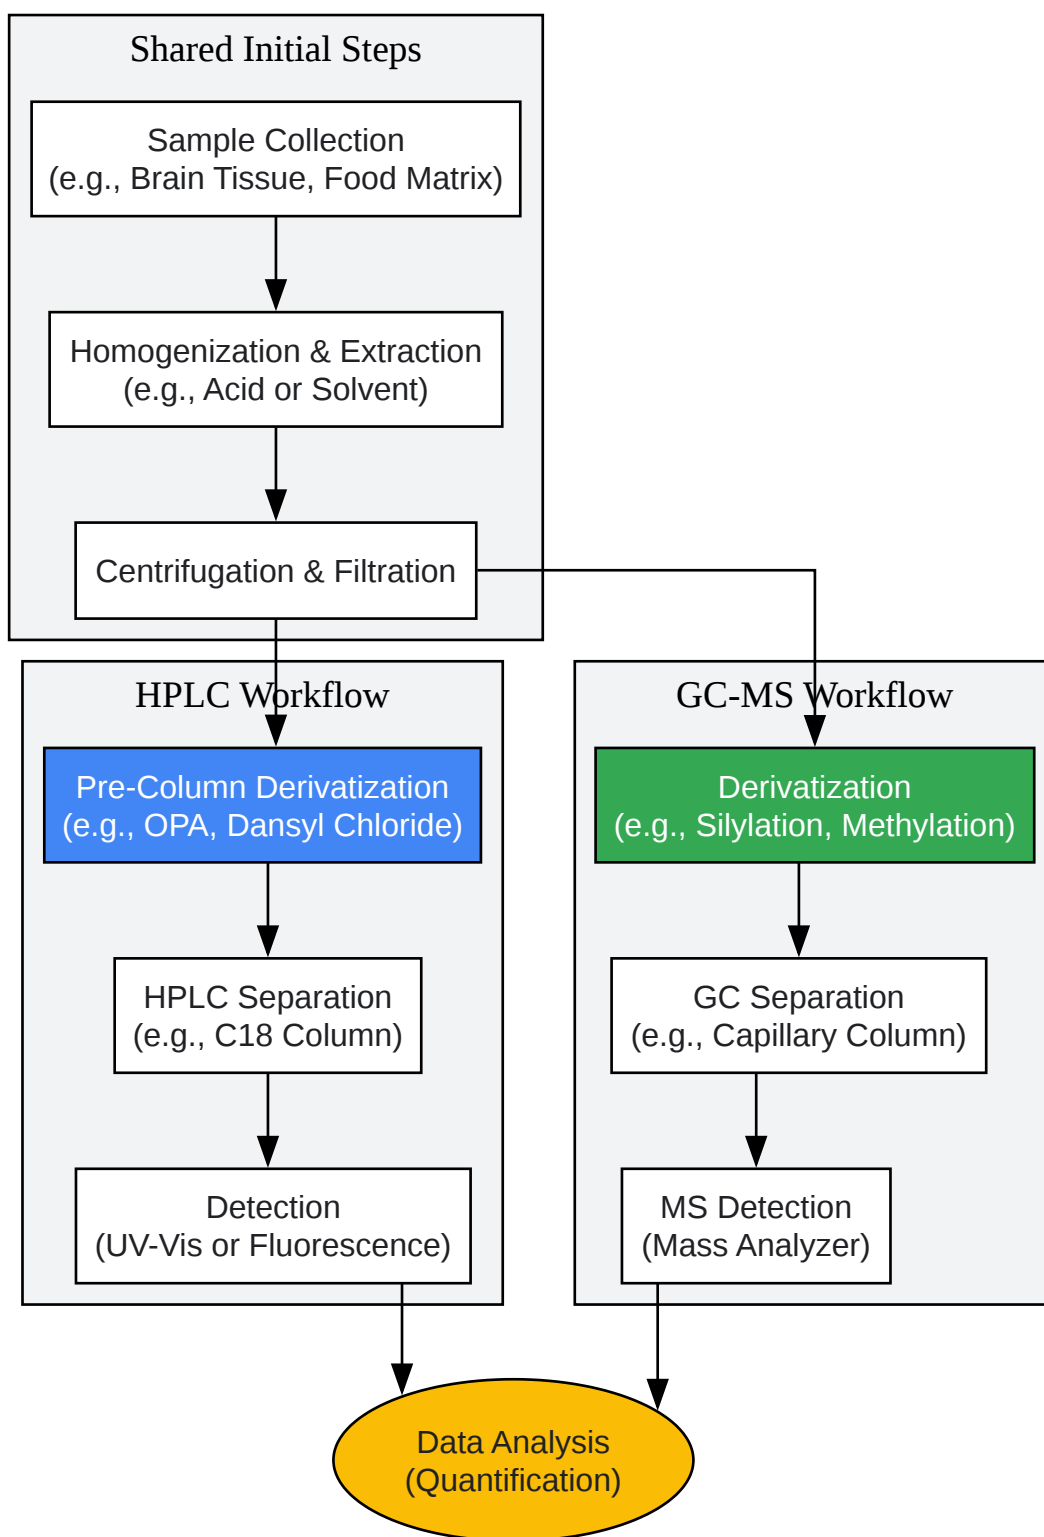 Shared Initial Steps
Sample Collection
(e.g., Brain Tissue, Food Matrix)
Homogenization & Extraction
(e.g., Acid or Solvent)
Centrifugation & Filtration
HPLC Workflow
Pre-Column Derivatization
(e.g., OPA, Dansyl Chloride)
HPLC Separation
(e.g., C18 Column)
Detection
(UV-Vis or Fluorescence)
GC-MS Workflow
Derivatization
(e.g., Silylation, Methylation)
GC Separation
(e.g., Capillary Column)
MS Detection
(Mass Analyzer)
Data Analysis
(Quantification)